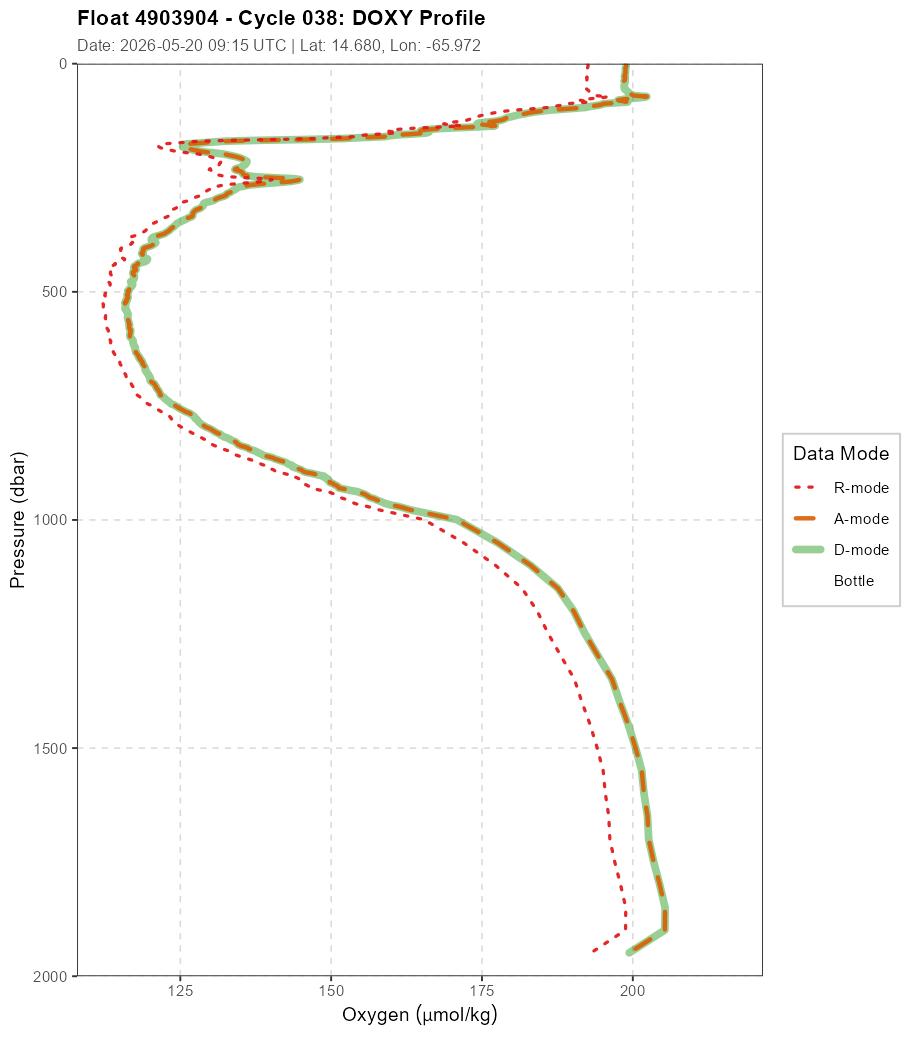 Float 4903904 - Cycle 038: DOXY Profile
Date: 2026-05-20 09:15 UTC | Lat: 14.680, Lon: -65.972
0
500
1000
1500
2000
Pressure (dbar)
125
150
175
200
Oxygen (µmol/kg)
Data Mode
R-mode
A-mode
D-mode
Bottle